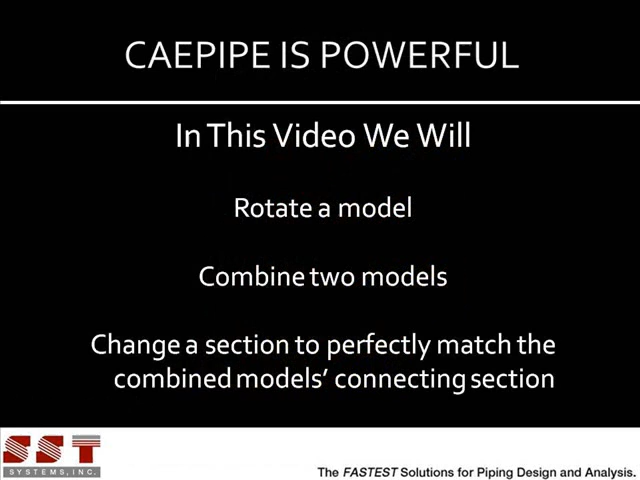 CAEPIPE IS POWERFUL
In This Video We Will
Rotate a model
Combine two models
Change a section to perfectly match the
combined models’ connecting section
SST
SYSTEMS, INC.
The FASTEST Solutions for Piping Design and Analysis.